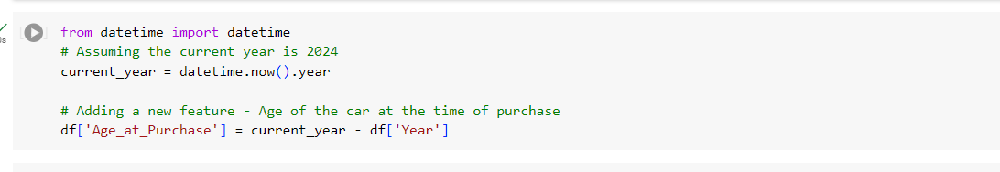 from datetime import datetime
# Assuming the current year is 2024
current_year = datetime.now().year
# Adding a new feature - Age of the car at the time of purchase
df['Age_at_Purchase'] = current_year - df['Year']